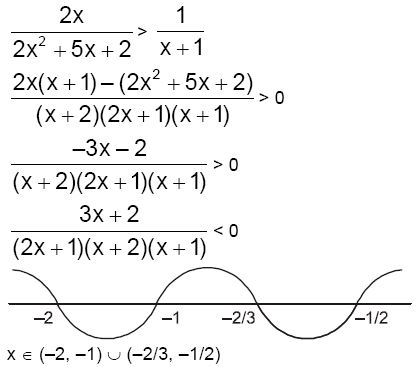 2x/(2x² + 5x + 2) > 1/(x + 1)
(2x(x + 1) – (2x² + 5x + 2))/((x + 2)(2x + 1)(x + 1)) > 0
(–3x – 2)/((x + 2)(2x + 1)(x + 1)) > 0
(3x + 2)/((2x + 1)(x + 2)(x + 1)) < 0
–2 –1 –2/3 –1/2
x ∈ (–2, –1) ∪ (–2/3, –1/2)